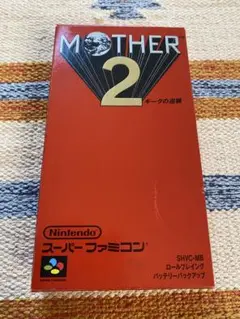 MOTHER
2
ギーグの逆襲
Nintendo
スーパーファミコン
SHVC-MB
ロールプレイング
バッテリーバックアップ